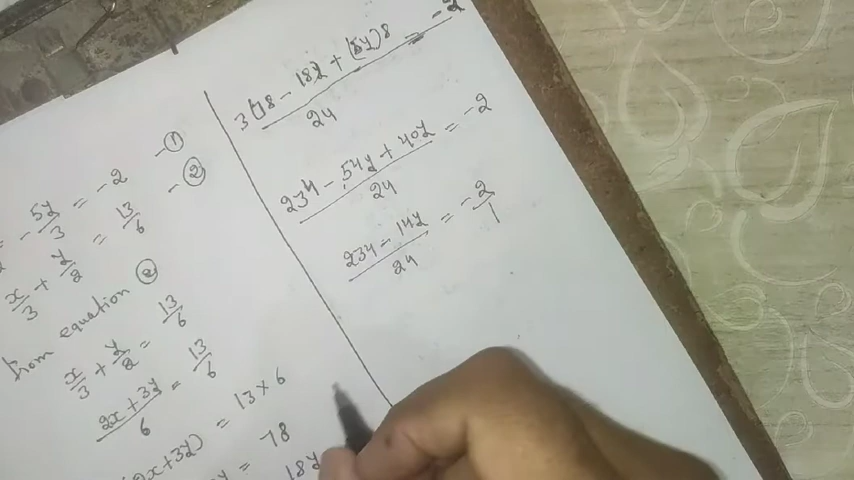 - 5y/3 = -2 - ①
x/3 + y/2 = 13/6 - ②
from equation ②
x/3 + y/2 = 13/6
2x + 3y/6 = 13/6
2x + 3y) = 13 × 6
y = 78
18y
3(78 - 18y + (5y)8/24 = -2
234 - 54y + 40y/24 = -2
234 - 14y/24 = -2/1